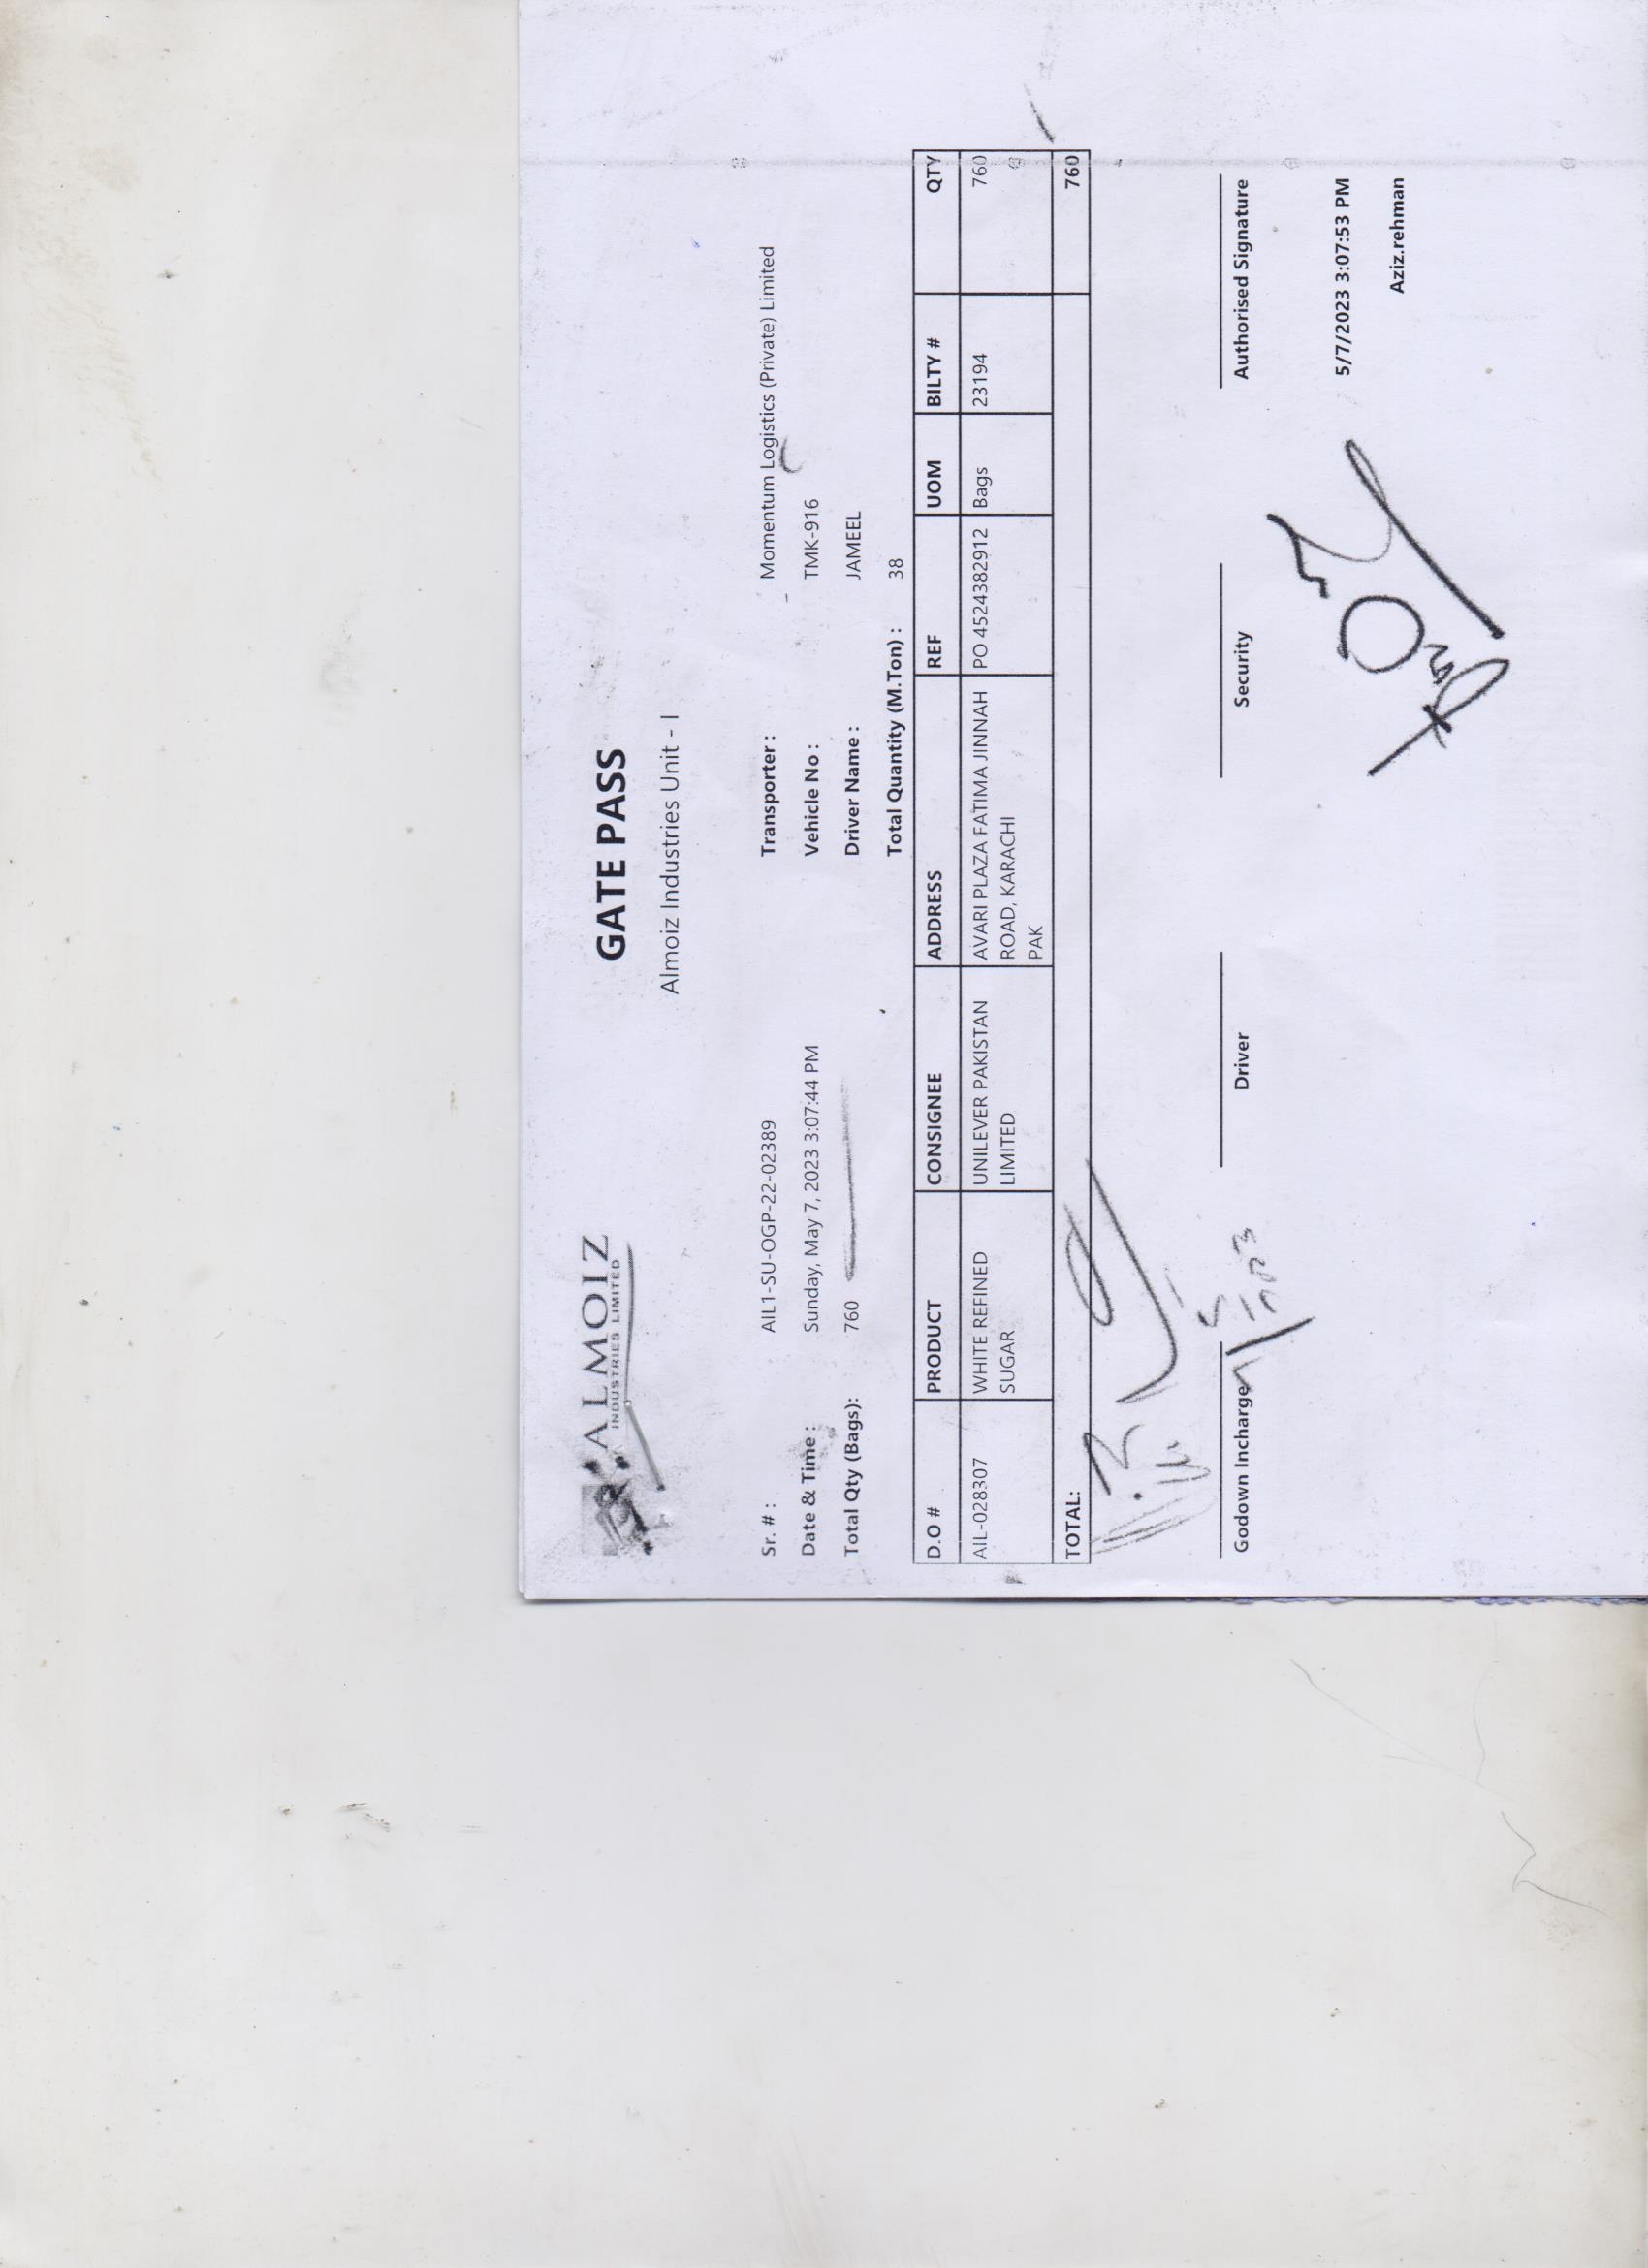 ALMOIZ
INDUSTRIES LIMITED
GATE PASS
Almoiz Industries Unit - I
Sr. # : AIL1-SU-OGP-22-02389 Transporter : Momentum Logistics (Private) Limited
Date & Time : Sunday, May 7, 2023 3:07:44 PM Vehicle No : TMK-916
Total Qty (Bags): 760 Driver Name : JAMEEL
Total Quantity (M.Ton) : 38
D.O # PRODUCT CONSIGNEE ADDRESS REF UOM BILTY # QTY
AIL-028307 WHITE REFINED UNILEVER PAKISTAN AVARI PLAZA FATIMA JINNAH PO 4524382912 Bags 23194 760
SUGAR LIMITED ROAD, KARACHI
PAK
TOTAL: 760
Godown Incharge Driver Security Authorised Signature
5/7/2023 3:07:53 PM
Aziz.rehman